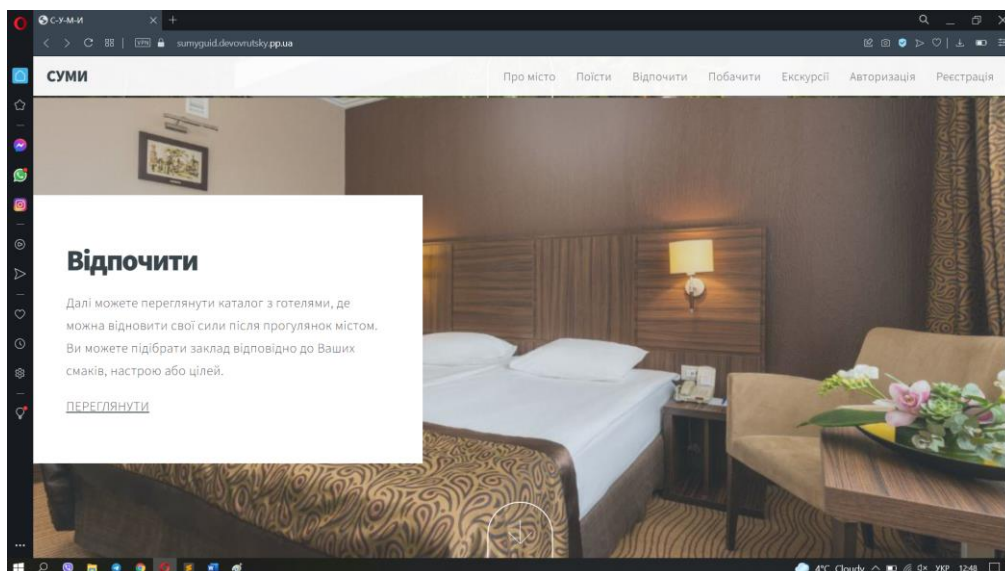 С-У-М-И
VPN
sumyguid.devovrutsky.pp.ua
СУМИ
Про місто Поїсти Відпочити Побачити Екскурсії Авторизація Реєстрація
Відпочити
Далі можете переглянути каталог з готелями, де
можна відновити свої сили після прогулянок містом.
Ви можете підібрати заклад відповідно до Ваших
смаків, настрою або цілей.
ПЕРЕГЛЯНУТИ
4°C Cloudy УКР 12:48